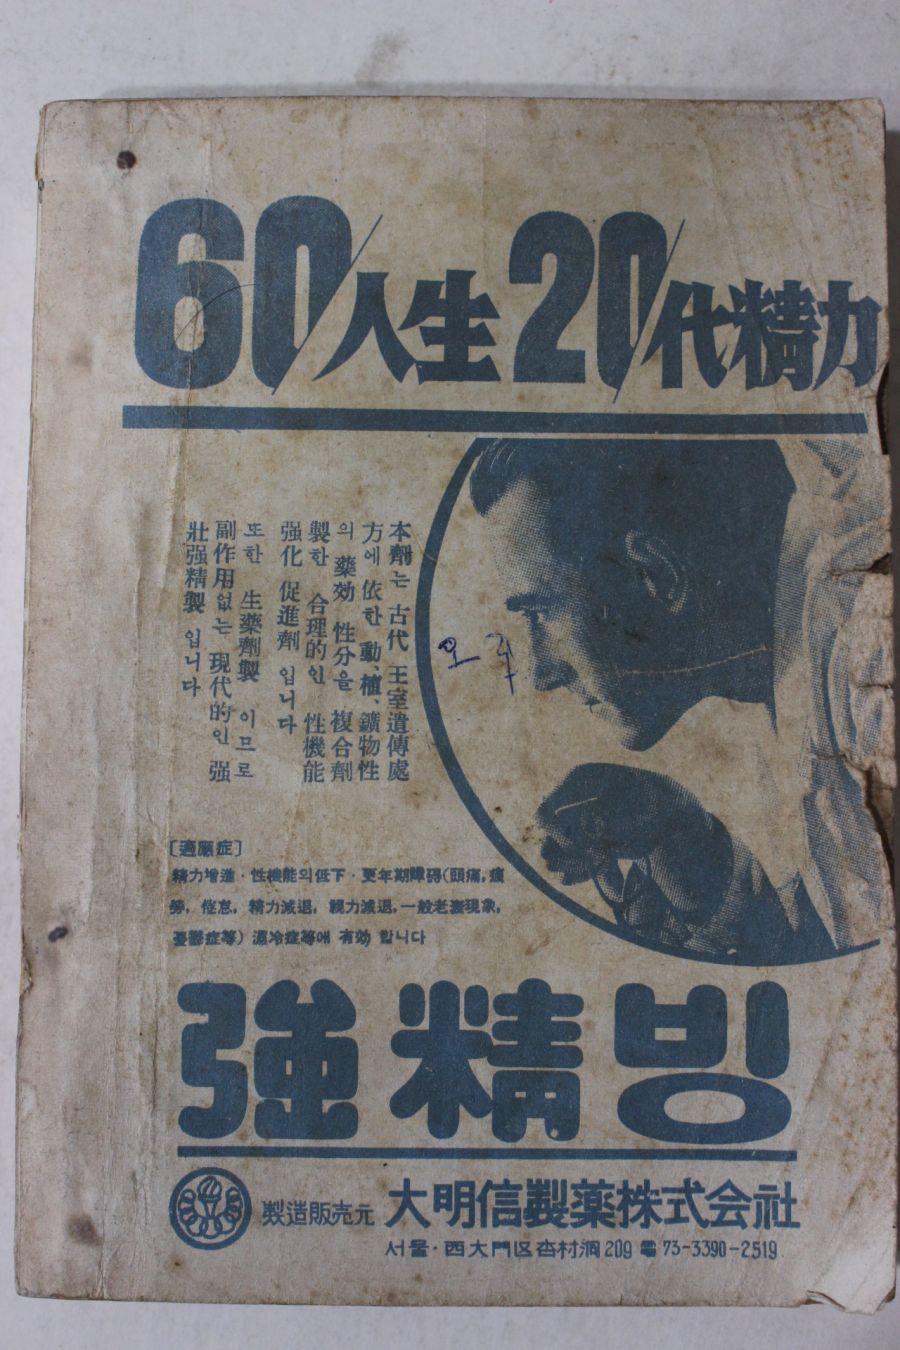 60/人生20/代精力
本劑는 古代 王室遺傳處
方에 依한 動、植、鑛物性
의 藥効 性分을 複合劑
製한 合理的인 性機能
强化 促進劑 입니다
또한 生藥劑製 이므로
副作用없는 現代的인 强
壯强精製 입니다
오
[適應症]
精力增進·性機能의低下·更年期障碍(頭痛, 疲
勞, 倦怠, 精力減退, 視力減退, 一般老衰現象,
憂鬱症等) 濕冷症等에 有効 합니다
強精빙
製造販売元 大明信製薬株式会社
서울·西大門区杏村洞 209 電 73-3390-2519